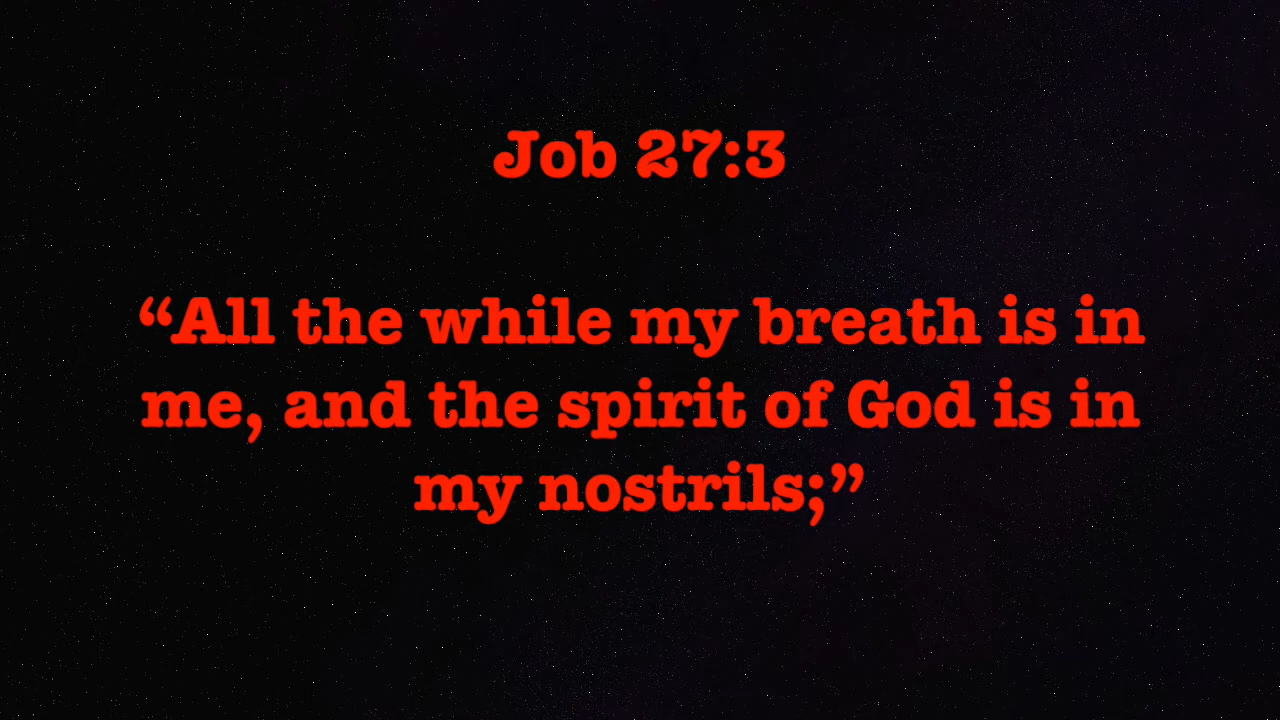 Job 27:3
“All the while my breath is in
me, and the spirit of God is in
my nostrils;”